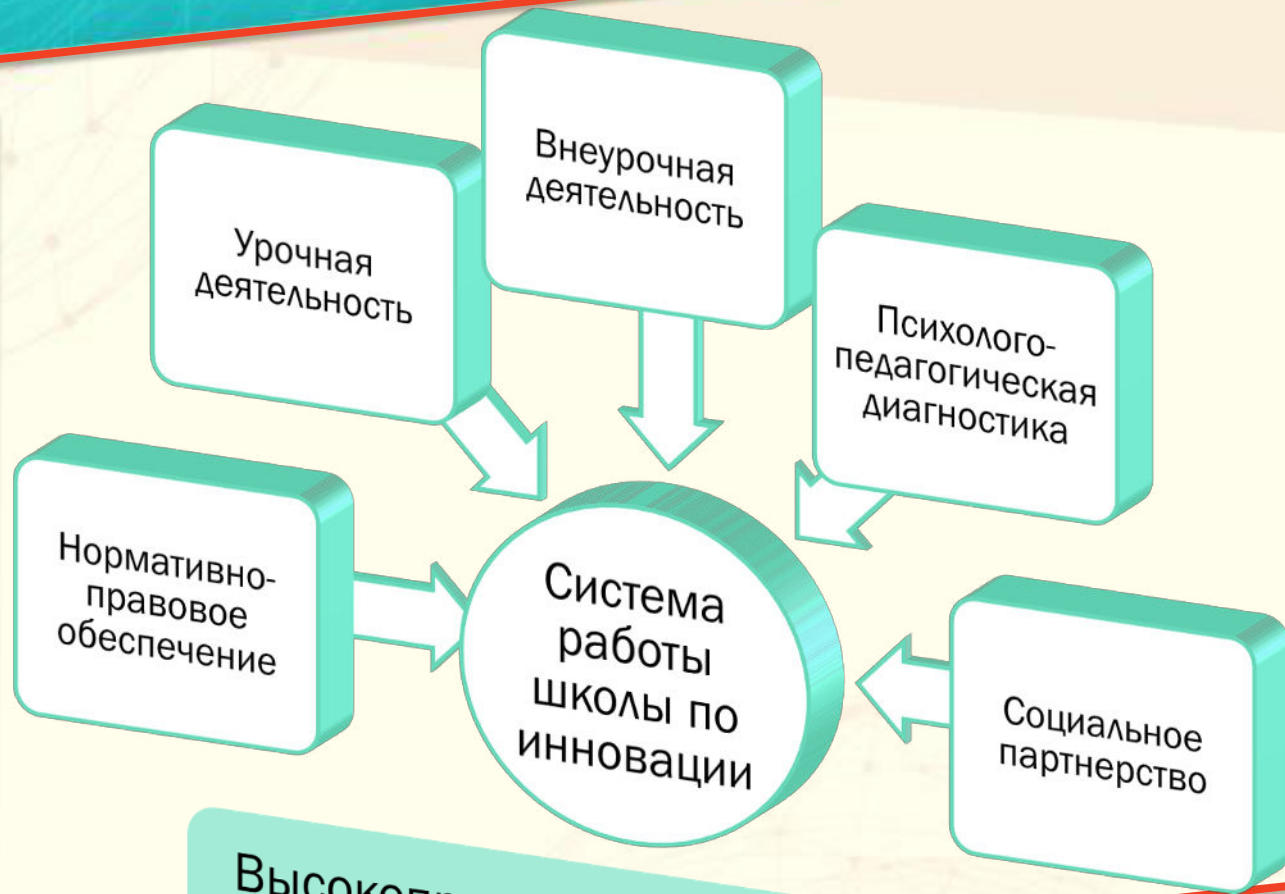 Внеурочная
деятельность
Урочная
деятельность
Психолого-
педагогическая
диагностика
Нормативно-
правовое
обеспечение
Система
работы
школы по
инновации
Социальное
партнерство